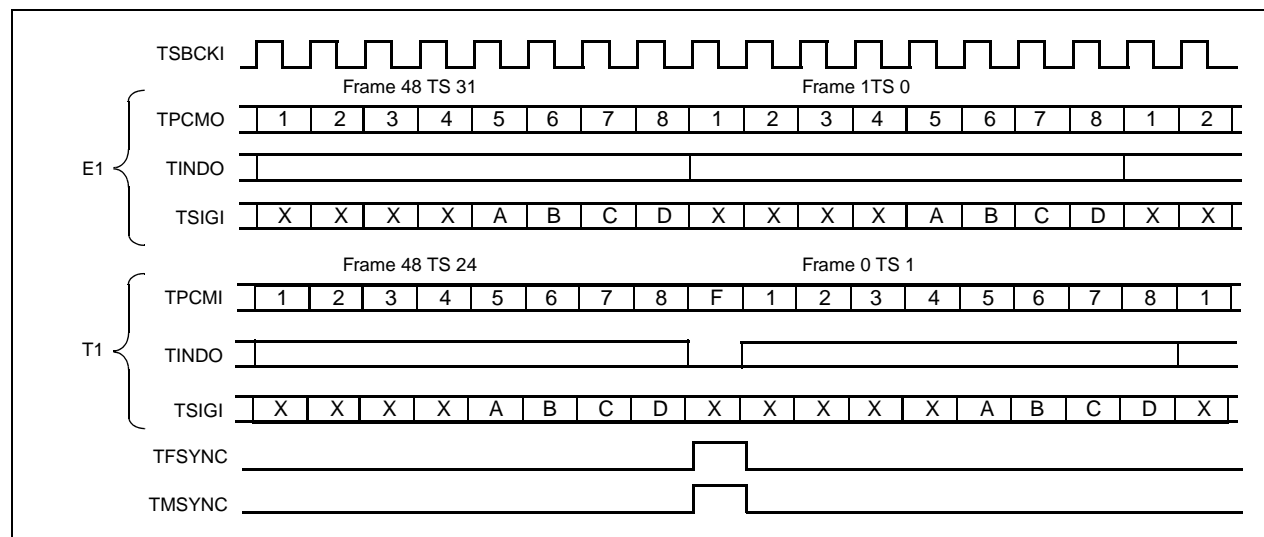 TSBCKI
Frame 48 TS 31 Frame 1TS 0
TPCMO 1 2 3 4 5 6 7 8 1 2 3 4 5 6 7 8 1 2
E1 TINDO
TSIGI X X X X A B C D X X X X A B C D X X
Frame 48 TS 24 Frame 0 TS 1
TPCMI 1 2 3 4 5 6 7 8 F 1 2 3 4 5 6 7 8 1
T1 TINDO
TSIGI X X X X A B C D X X X X X A B C D X
TFSYNC
TMSYNC